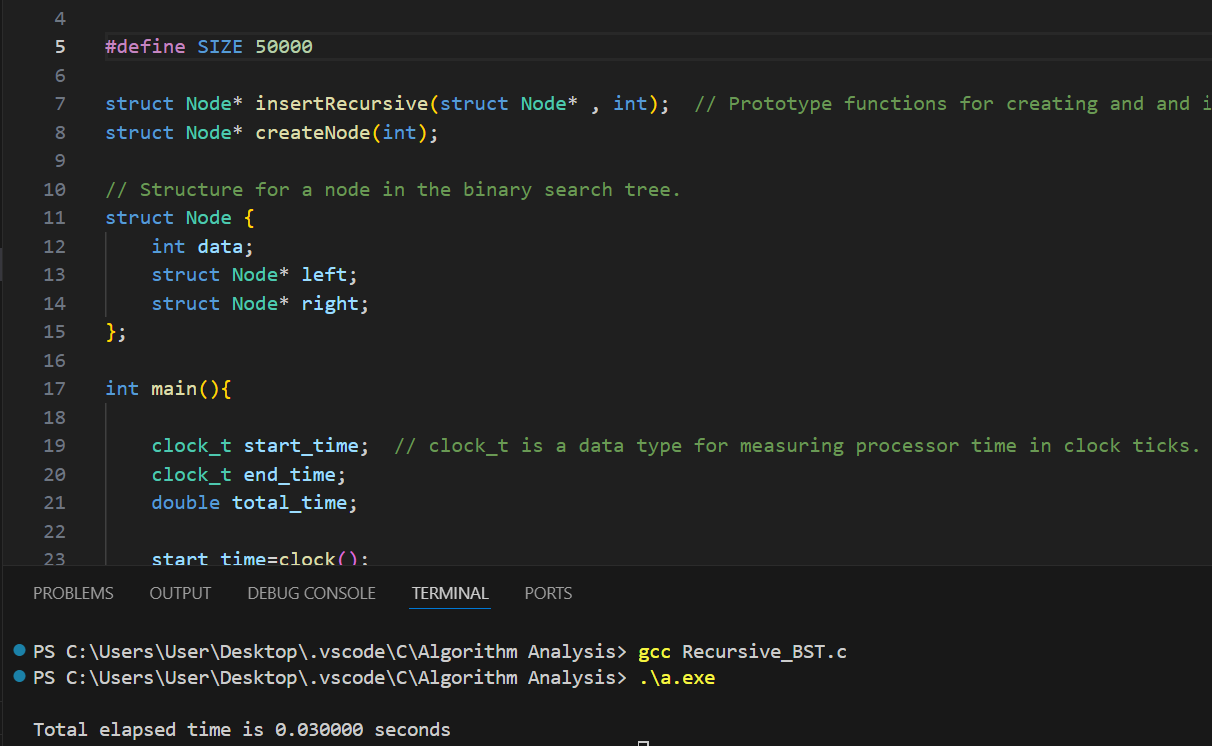 4
5 #define SIZE 50000
6
7 struct Node* insertRecursive(struct Node* , int);  // Prototype functions for creating and and i
8 struct Node* createNode(int);
9
10 // Structure for a node in the binary search tree.
11 struct Node {
12     int data;
13     struct Node* left;
14     struct Node* right;
15 };
16
17 int main(){
18
19     clock_t start_time;  // clock_t is a data type for measuring processor time in clock ticks.
20     clock_t end_time;
21     double total_time;
22
23     start_time=clock();
PROBLEMS OUTPUT DEBUG CONSOLE TERMINAL PORTS
PS C:\Users\User\Desktop\.vscode\C\Algorithm Analysis> gcc Recursive_BST.c
PS C:\Users\User\Desktop\.vscode\C\Algorithm Analysis> .\a.exe
Total elapsed time is 0.030000 seconds